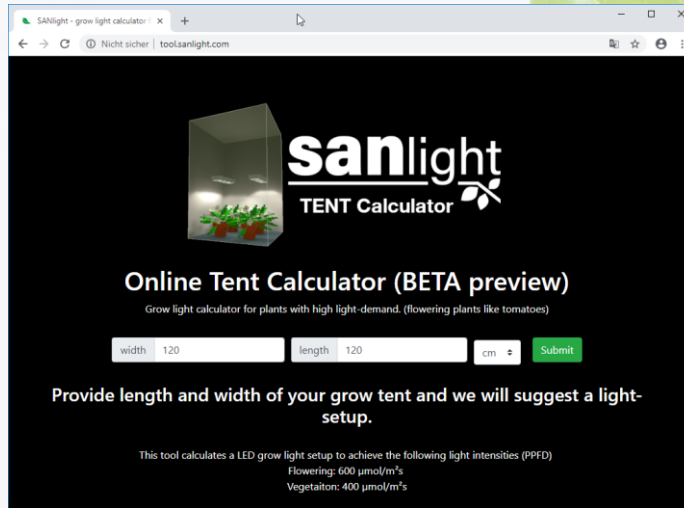 SANlight - grow light calculator f
Nicht sicher | tool.sanlight.com
sanlight
TENT Calculator
Online Tent Calculator (BETA preview)
Grow light calculator for plants with high light-demand. (flowering plants like tomatoes)
width 120 length 120 cm Submit
Provide length and width of your grow tent and we will suggest a light-
setup.
This tool calculates a LED grow light setup to achieve the following light intensities (PPFD)
Flowering: 600 μmol/m²s
Vegetaiton: 400 μmol/m²s